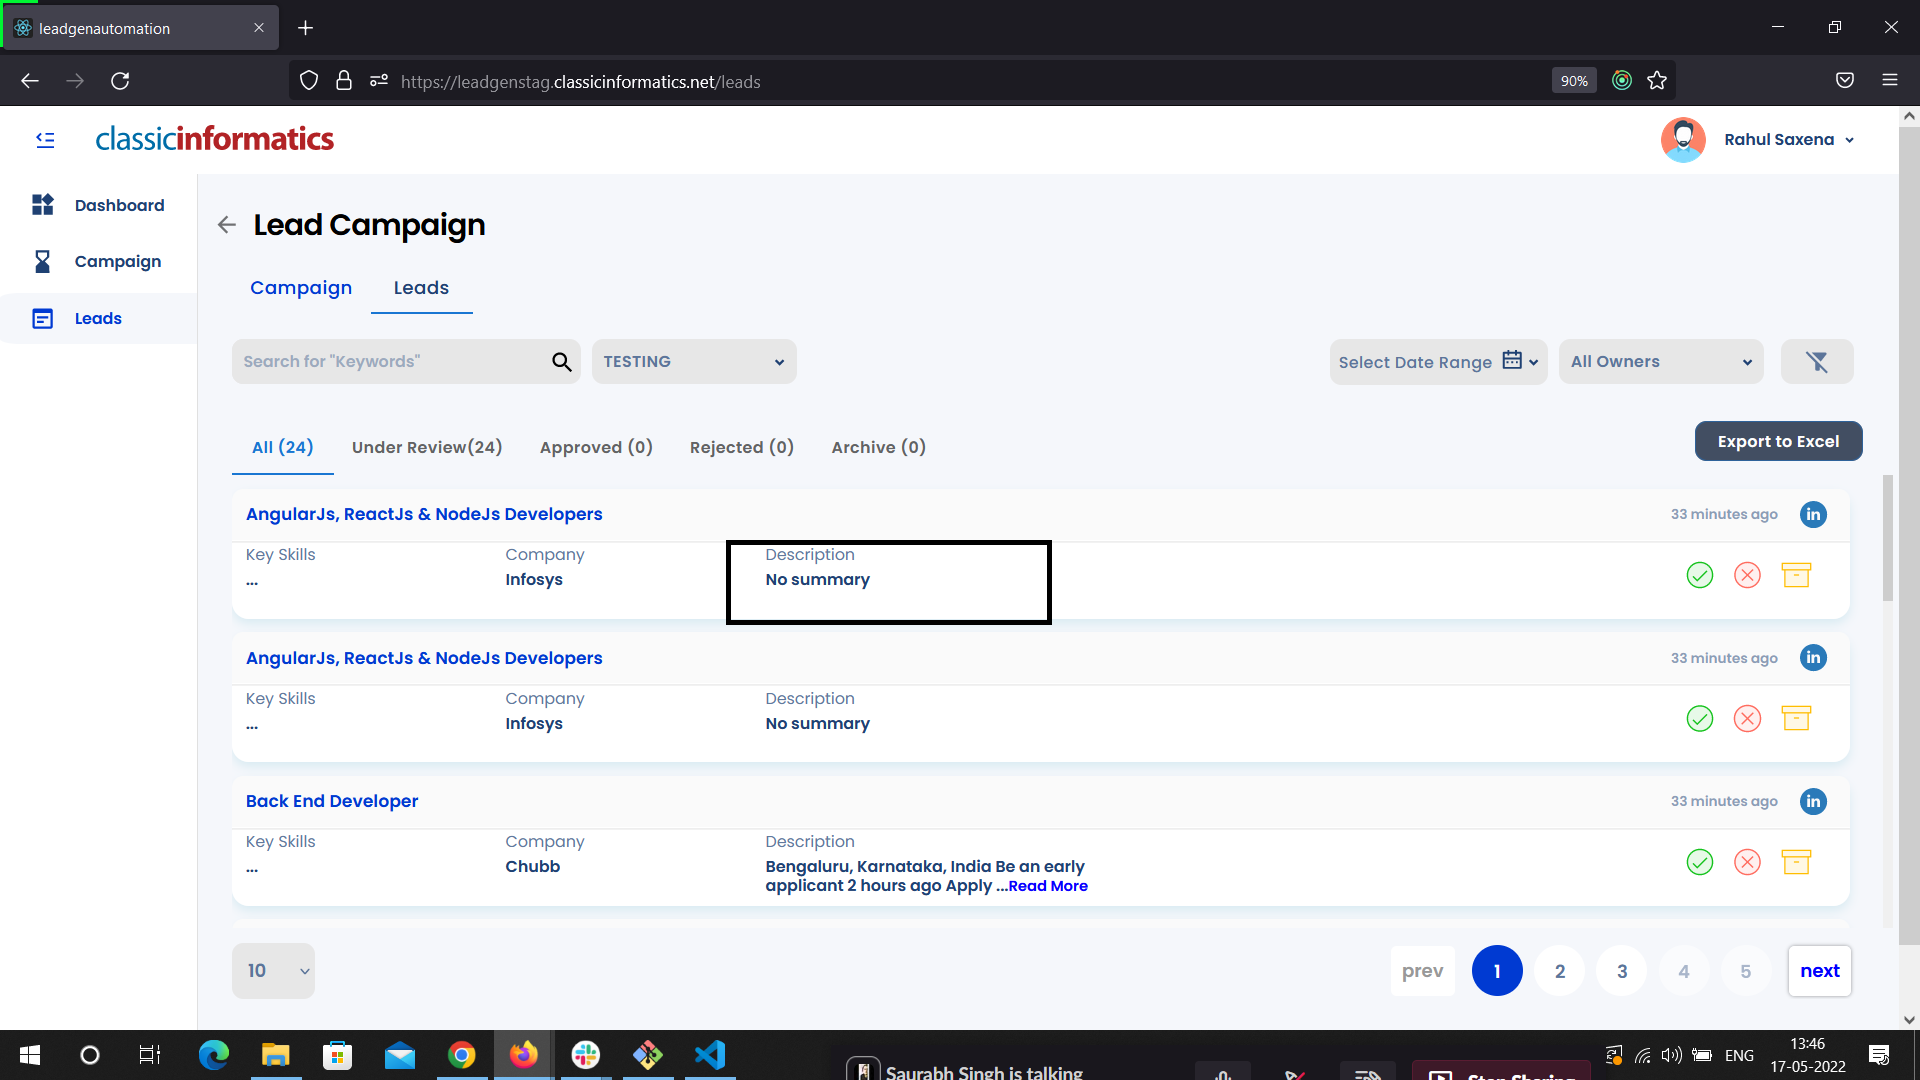 leadgenautomation
https://leadgenstag.classicinformatics.net/leads
90%
classicinformatics
Rahul Saxena
Dashboard
Campaign
Leads
Lead Campaign
Campaign
Leads
Search for "Keywords"
TESTING
Select Date Range
All Owners
All (24)
Under Review(24)
Approved (0)
Rejected (0)
Archive (0)
Export to Excel
AngularJs, ReactJs & NodeJs Developers
33 minutes ago
in
Key Skills
Company
Description
...
Infosys
No summary
AngularJs, ReactJs & NodeJs Developers
33 minutes ago
in
Key Skills
Company
Description
...
Infosys
No summary
Back End Developer
33 minutes ago
in
Key Skills
Company
Description
...
Chubb
Bengaluru, Karnataka, India Be an early
applicant 2 hours ago Apply ...Read More
10
prev
1
2
3
4
5
next
Saurabh Singh is talking
Stop Sharing
ENG
13:46
17-05-2022